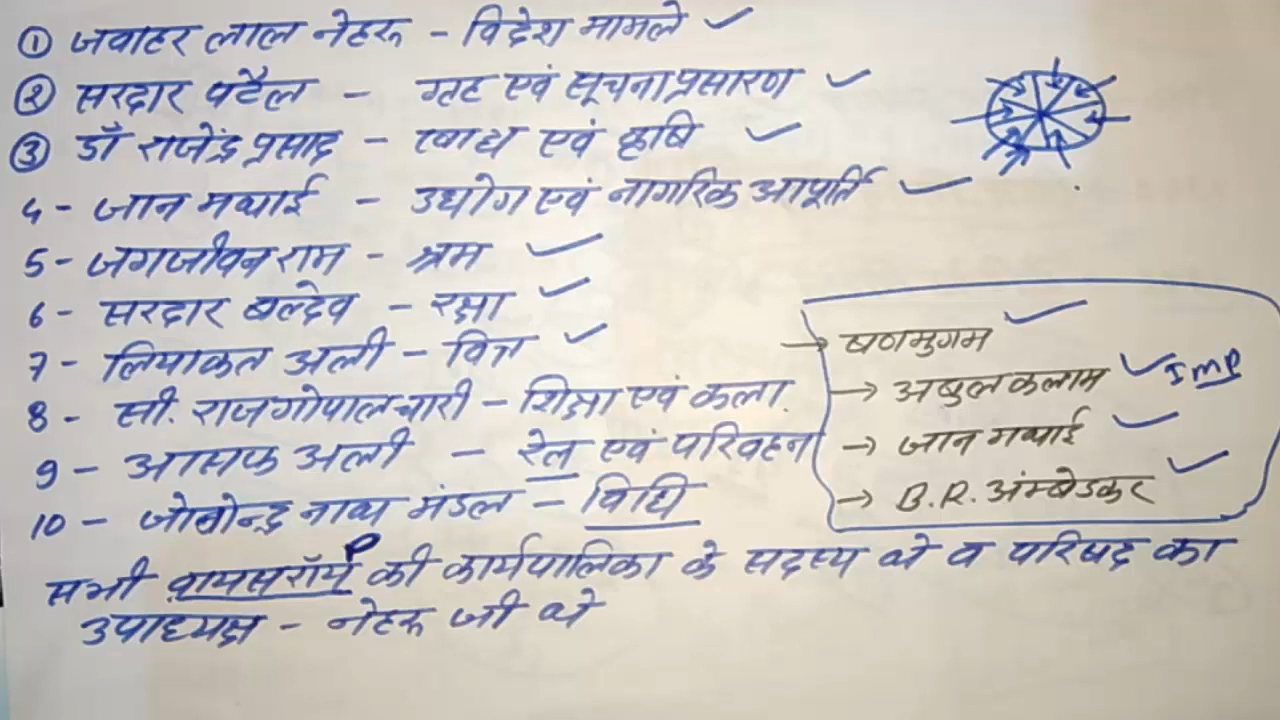 ① जवाहर लाल नेहरू - विदेश मामले ✓
② सरदार पटैल - गृह एवं सूचना प्रसारण ✓
③ डॉ राजेंद्र प्रसाद - खाद्य एवं कृषि ✓
4 - जान मथाई - उद्योग एवं नागरिक आपूर्ति ✓
5 - जगजीवन राम - श्रम ✓
6 - सरदार बल्देव - रक्षा ✓
7 - लियाकत अली - वित्त ✓
8 - सी. राजगोपालचारी - शिक्षा एवं कला.
9 - आसफ अली - रेल एवं परिवहन
10 - जोगेन्द्र नाथ मंडल - विधि
→ षणमुगम ✓
→ अबुल कलाम ✓ Imp
→ जान मथाई ✓
→ B.R. अंम्बेडकर ✓
सभी वायसरॉय P की कार्यपालिका के सदस्य थे व परिषद का
उपाध्यक्ष - नेहरू जी थे